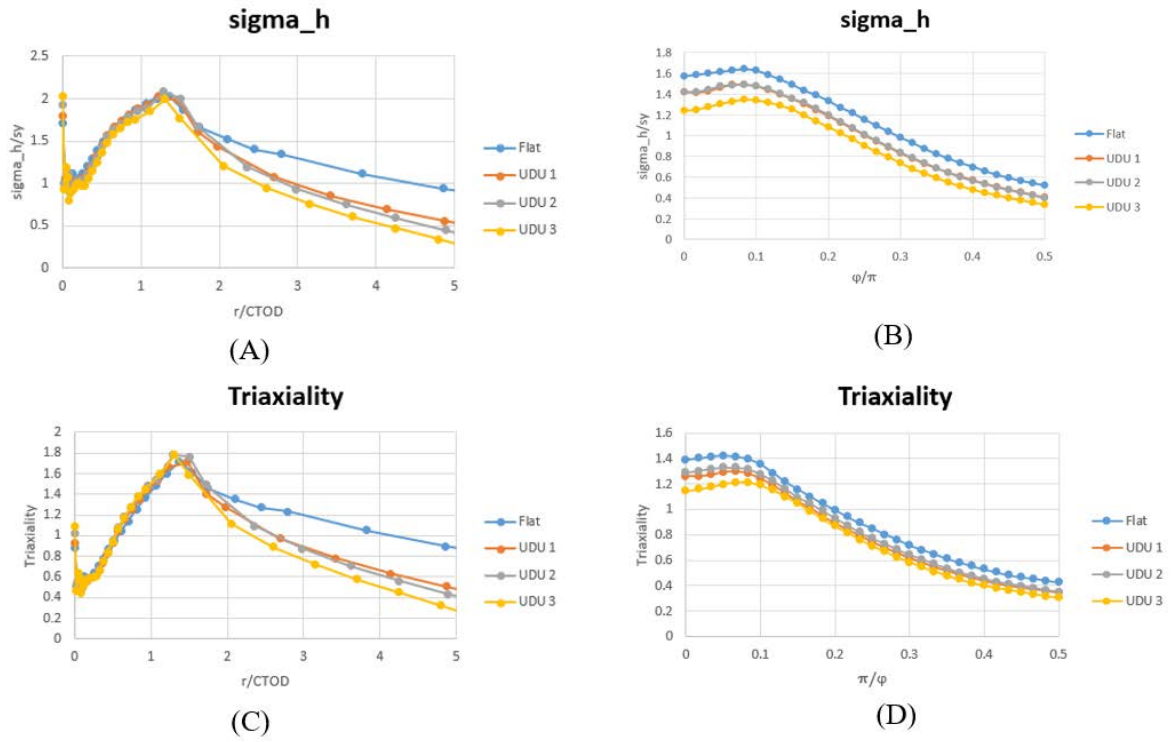 sigma_h
2.5
2
1.5
1
0.5
0
sigma_h/sy
0 1 2 3 4 5
r/CTOD
Flat
UDU 1
UDU 2
UDU 3
(A)
sigma_h
1.8
1.6
1.4
1.2
1
0.8
0.6
0.4
0.2
0
sigma_h/sy
0 0.1 0.2 0.3 0.4 0.5
φ/π
Flat
UDU 1
UDU 2
UDU 3
(B)
Triaxiality
2
1.8
1.6
1.4
1.2
1
0.8
0.6
0.4
0.2
0
Triaxiality
0 1 2 3 4 5
r/CTOD
Flat
UDU 1
UDU 2
UDU 3
(C)
Triaxiality
1.6
1.4
1.2
1
0.8
0.6
0.4
0.2
0
Triaxiality
0 0.1 0.2 0.3 0.4 0.5
π/φ
Flat
UDU 1
UDU 2
UDU 3
(D)